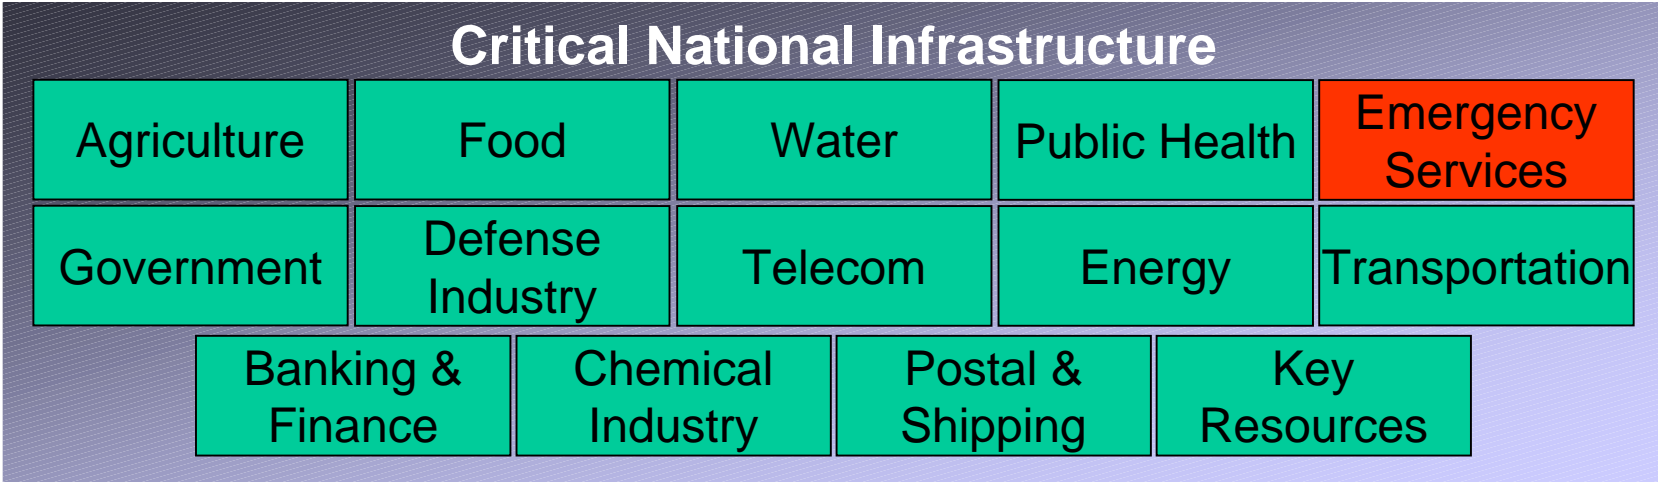 Critical National Infrastructure
Agriculture
Food
Water
Public Health
Emergency
Services
Government
Defense
Industry
Telecom
Energy
Transportation
Banking &
Finance
Chemical
Industry
Postal &
Shipping
Key
Resources